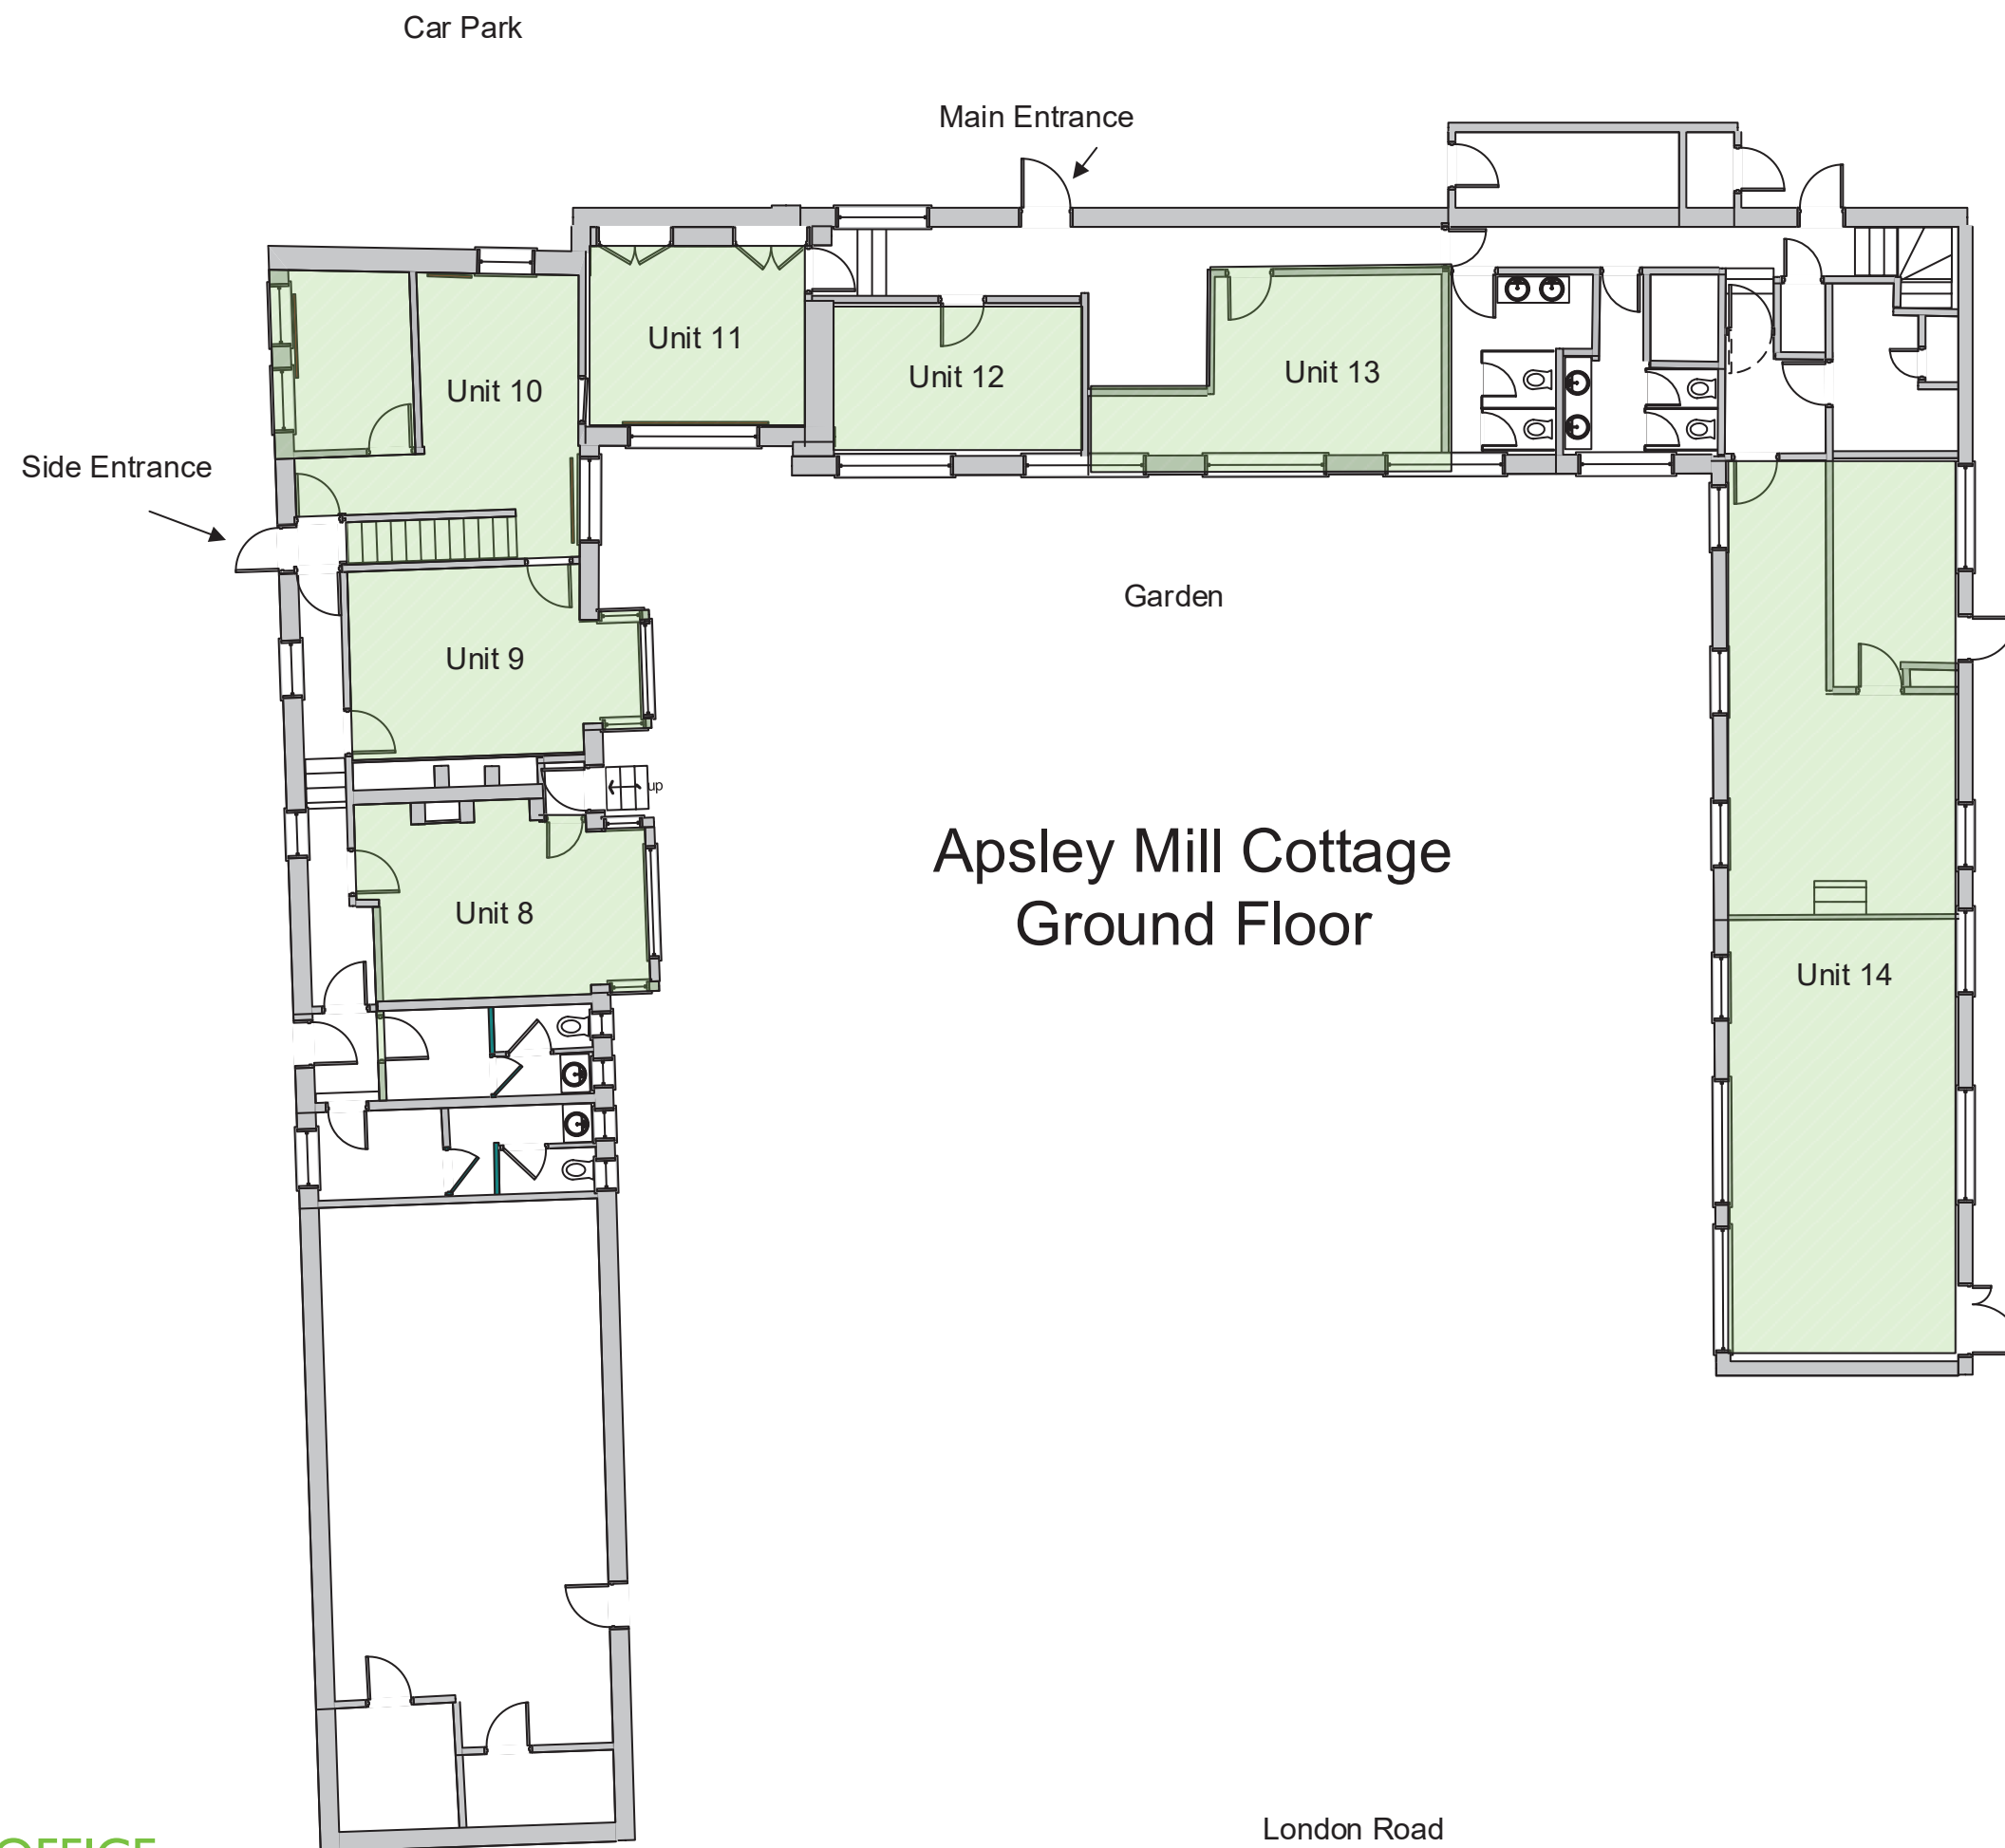 Car Park
Main Entrance
Unit 11
Unit 12
Unit 13
Unit 10
Side Entrance
Garden
Unit 9
up
Apsley Mill Cottage
Ground Floor
Unit 8
Unit 14
London Road
OFFICE